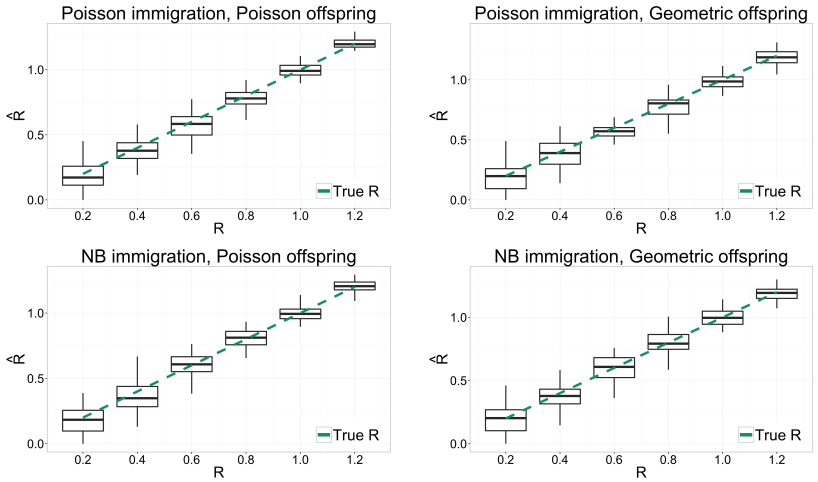 Poisson immigration, Poisson offspring
R̂
1.0
0.5
0.0
True R
0.2 0.4 0.6 0.8 1.0 1.2
R
Poisson immigration, Geometric offspring
R̂
1.0
0.5
0.0
True R
0.2 0.4 0.6 0.8 1.0 1.2
R
NB immigration, Poisson offspring
R̂
1.0
0.5
0.0
True R
0.2 0.4 0.6 0.8 1.0 1.2
R
NB immigration, Geometric offspring
R̂
1.0
0.5
0.0
True R
0.2 0.4 0.6 0.8 1.0 1.2
R